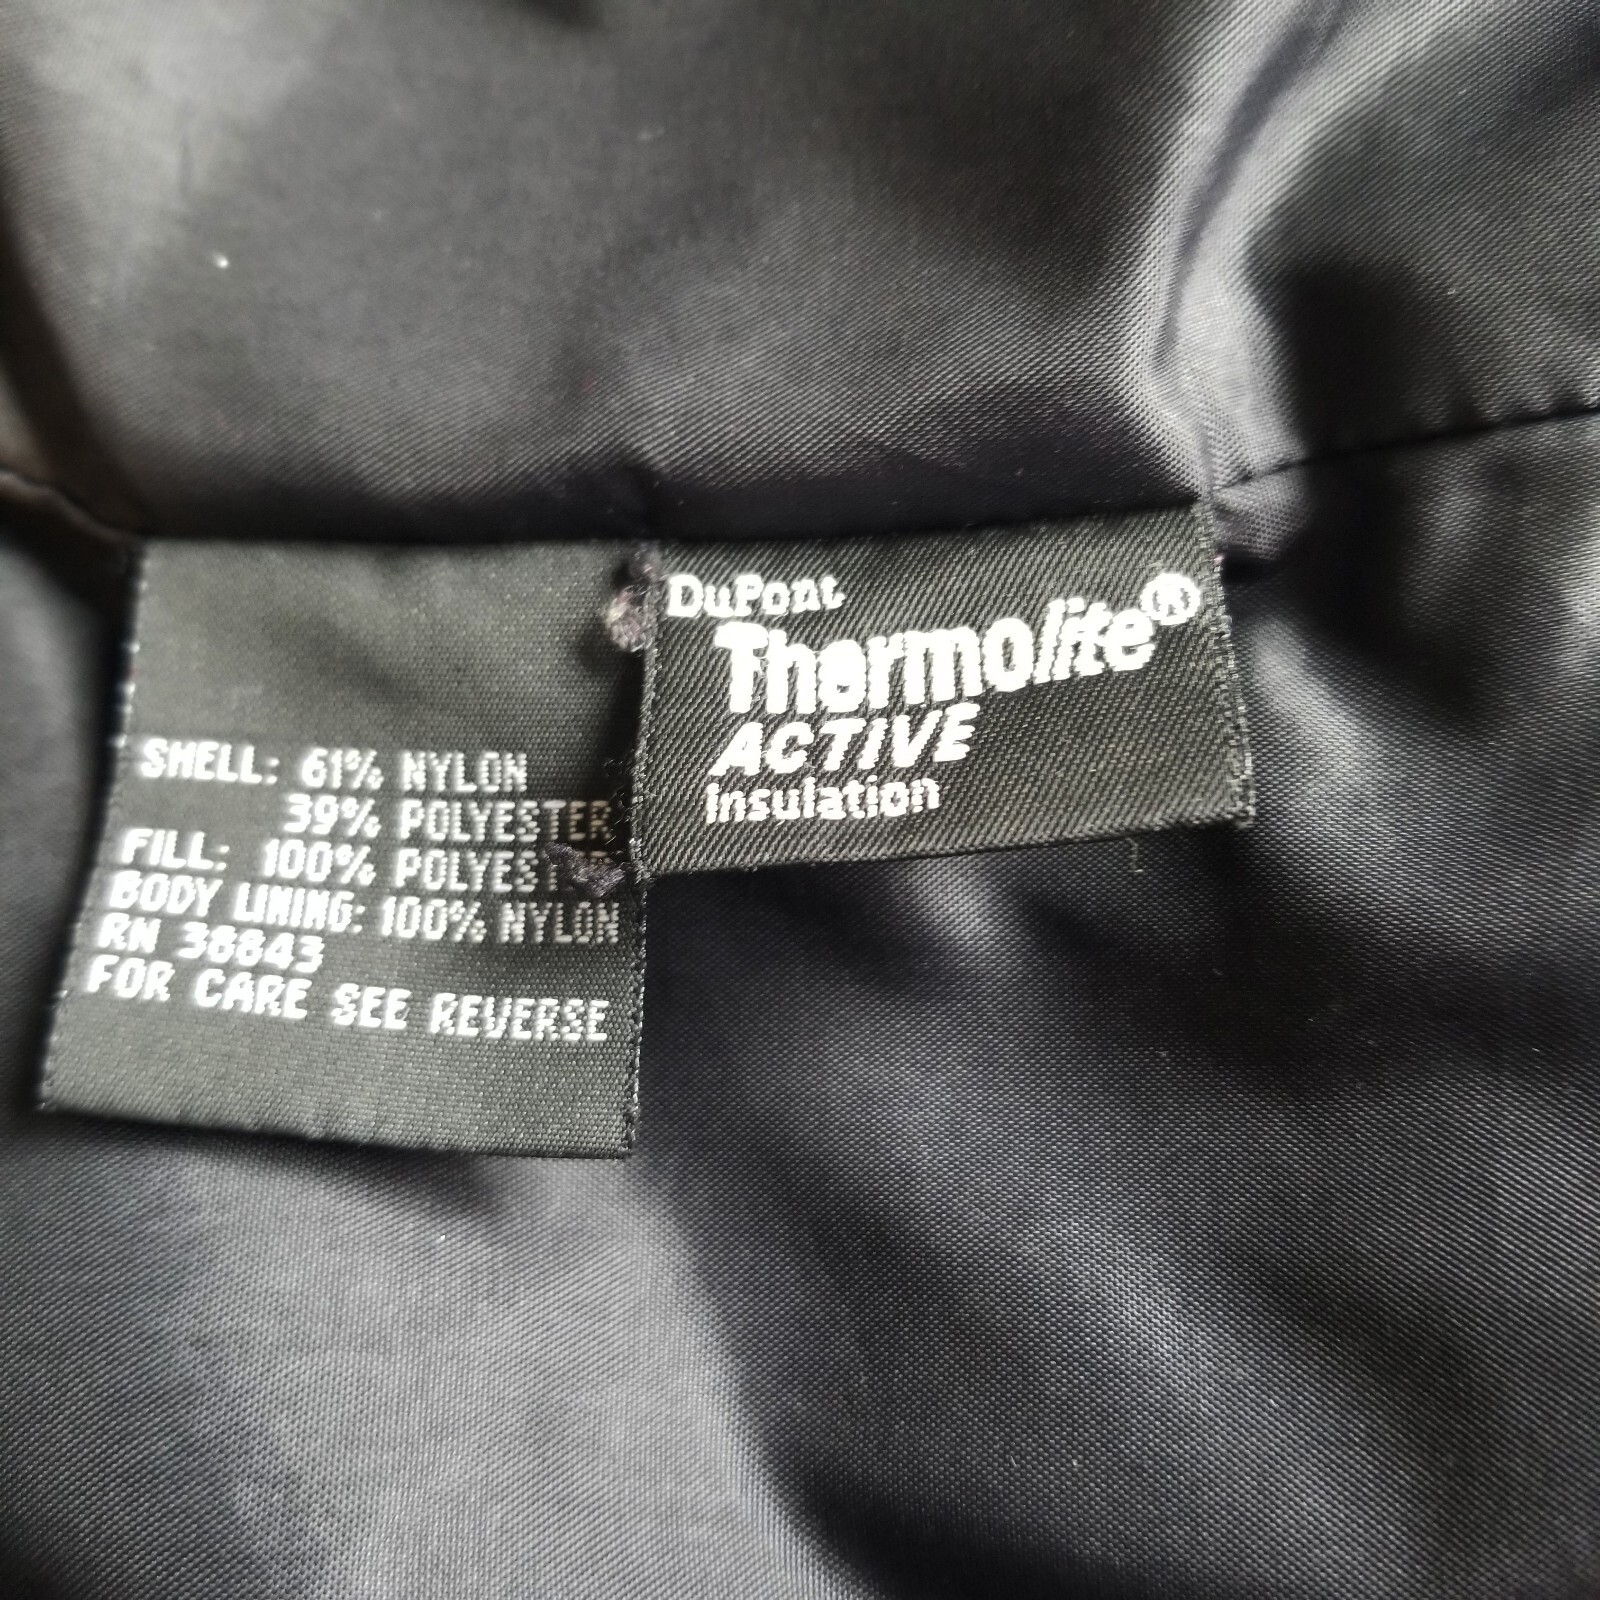 SHELL: 61% NYLON
39% POLYESTER
FILL: 100% POLYESTER
BODY LINING: 100% NYLON
RN 38843
FOR CARE SEE REVERSE
DuPont
Thermolite®
ACTIVE
Insulation